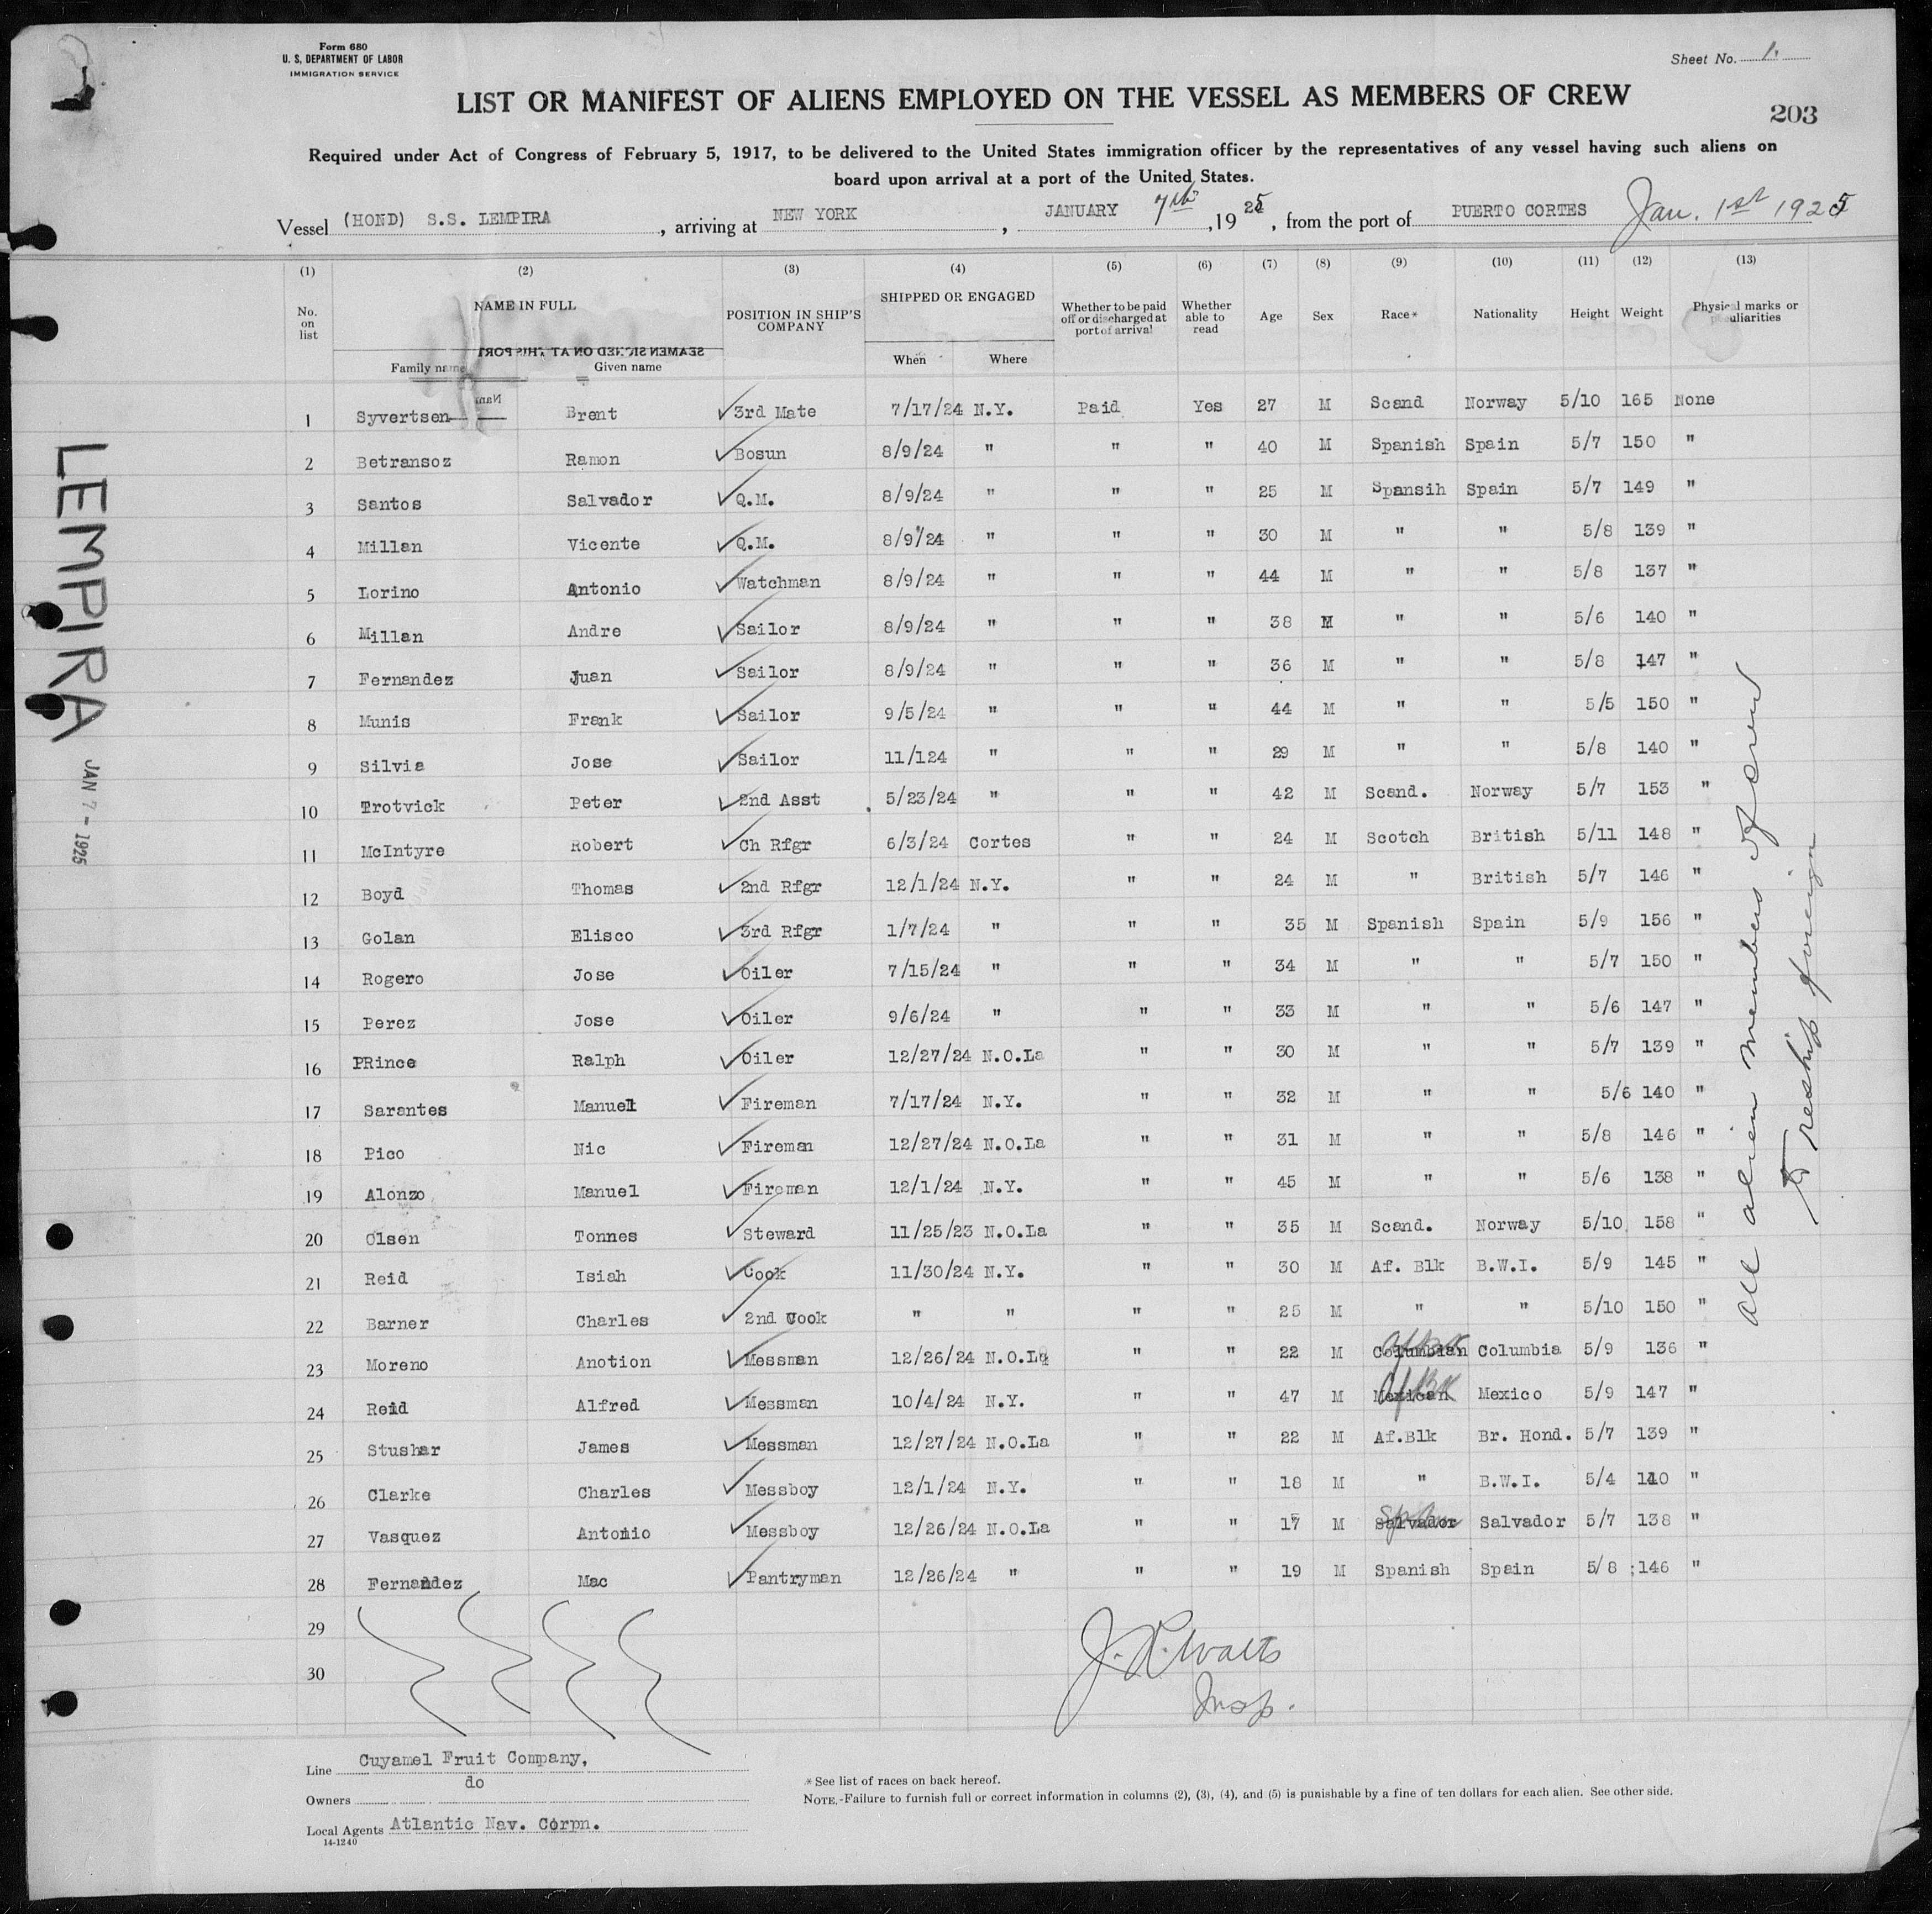 Form 680
U. S. DEPARTMENT OF LABOR
IMMIGRATION SERVICE
Sheet No. 1.
LIST OR MANIFEST OF ALIENS EMPLOYED ON THE VESSEL AS MEMBERS OF CREW
203
Required under Act of Congress of February 5, 1917, to be delivered to the United States immigration officer by the representatives of any vessel having such aliens on
board upon arrival at a port of the United States.
Vessel (HOND) S.S. LEMPIRA, arriving at NEW YORK, JANUARY 7th, 1925, from the port of PUERTO CORTES Jan. 1st 1925
(1) (2) (3) (4) (5) (6) (7) (8) (9) (10) (11) (12) (13)
No. on list NAME IN FULL POSITION IN SHIP'S COMPANY SHIPPED OR ENGAGED Whether to be paid off or discharged at port of arrival Whether able to read Age Sex Race* Nationality Height Weight Physical marks or peculiarities
SEAMEN SIGNED ON AT THIS PORT
Family name Given name When Where
1 Syvertsen Brent 3rd Mate 7/17/24 N.Y. Paid Yes 27 M Scand Norway 5/10 165 None
2 Betransoz Ramon Bosun 8/9/24 " " " 40 M Spanish Spain 5/7 150 "
3 Santos Salvador Q.M. 8/9/24 " " " 25 M Spansih Spain 5/7 149 "
4 Millan Vicente Q.M. 8/9/24 " " " 30 M " " 5/8 139 "
5 Lorino Antonio Watchman 8/9/24 " " " 44 M " " 5/8 137 "
6 Millan Andre Sailor 8/9/24 " " " 38 M " " 5/6 140 "
7 Fernandez Juan Sailor 8/9/24 " " " 36 M " " 5/8 147 "
8 Munis Frank Sailor 9/5/24 " " " 44 M " " 5/5 150 "
9 Silvia Jose Sailor 11/124 " " " 29 M " " 5/8 140 "
10 Trotvick Peter 2nd Asst 5/23/24 " " " 42 M Scand. Norway 5/7 153 "
11 McIntyre Robert Ch Rfgr 6/3/24 Cortes " " 24 M Scotch British 5/11 148 "
12 Boyd Thomas 2nd Rfgr 12/1/24 N.Y. " " 24 M " British 5/7 146 "
13 Golan Elisco 3rd Rfgr 1/7/24 " " " 35 M Spanish Spain 5/9 156 "
14 Rogero Jose Oiler 7/15/24 " " " 34 M " " 5/7 150 "
15 Perez Jose Oiler 9/6/24 " " " 33 M " " 5/6 147 "
16 PRince Ralph Oiler 12/27/24 N.O.La " " 30 M " " 5/7 139 "
17 Sarantes Manuel Fireman 7/17/24 N.Y. " " 32 M " " 5/6 140 "
18 Pico Nic Fireman 12/27/24 N.O.La " " 31 M " " 5/8 146 "
19 Alonzo Manuel Fireman 12/1/24 N.Y. " " 45 M " " 5/6 138 "
20 Olsen Tonnes Steward 11/25/23 N.O.La " " 35 M Scand. Norway 5/10 158 "
21 Reid Isiah Cook 11/30/24 N.Y. " " 30 M Af. Blk B.W.I. 5/9 145 "
22 Barner Charles 2nd Cook " " " " 25 M " " 5/10 150 "
23 Moreno Anotion Messman 12/26/24 N.O.La " " 22 M Columbian Af Blk Columbia 5/9 136 "
24 Reid Alfred Messman 10/4/24 N.Y. " " 47 M Mexican Af Blk Mexico 5/9 147 "
25 Stushar James Messman 12/27/24 N.O.La " " 22 M Af.Blk Br. Hond. 5/7 139 "
26 Clarke Charles Messboy 12/1/24 N.Y. " " 18 M " B.W.I. 5/4 110 "
27 Vasquez Antonio Messboy 12/26/24 N.O.La " " 17 M Salvador Salvador 5/7 138 "
28 Fernandez Mac Pantryman 12/26/24 " " " 19 M Spanish Spain 5/8 146 "
29
30
All alien members of crew
to reship foreign
J. R. Walts
Insp.
LEMPIRA
JAN 7 - 1925
Line Cuyamel Fruit Company,
Owners do
Local Agents Atlantic Nav. Corpn.
14-1240
*See list of races on back hereof.
NOTE.-Failure to furnish full or correct information in columns (2), (3), (4), and (5) is punishable by a fine of ten dollars for each alien. See other side.